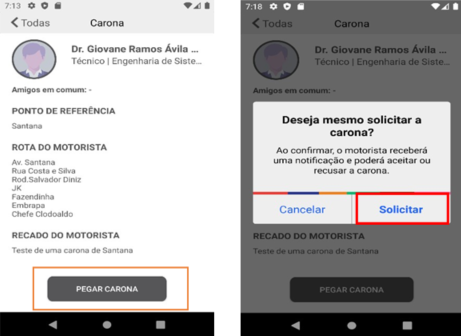 7:13
Todas
Carona
Dr. Giovane Ramos Ávila ...
Técnico | Engenharia de Siste...
Amigos em comum: -
PONTO DE REFERÊNCIA
Santana
ROTA DO MOTORISTA
Av. Santana
Rua Costa e Silva
Rod.Salvador Diniz
JK
Fazendinha
Embrapa
Chefe Clodoaldo
RECADO DO MOTORISTA
Teste de uma carona de Santana
PEGAR CARONA
7:18
Todas
Carona
Dr. Giovane Ramos Ávila ...
Técnico | Engenharia de Siste...
Amigos em comum: -
Deseja mesmo solicitar a
carona?
Ao confirmar, o motorista receberá
uma notificação e poderá aceitar ou
recusar a carona.
Cancelar
Solicitar
RECADO DO MOTORISTA
Teste de uma carona de Santana
PEGAR CARONA